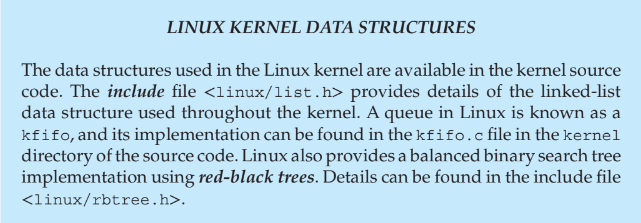 LINUX KERNEL DATA STRUCTURES
The data structures used in the Linux kernel are available in the kernel source
code. The include file <linux/list.h> provides details of the linked-list
data structure used throughout the kernel. A queue in Linux is known as a
kfifo, and its implementation can be found in the kfifo.c file in the kernel
directory of the source code. Linux also provides a balanced binary search tree
implementation using red-black trees. Details can be found in the include file
<linux/rbtree.h>.